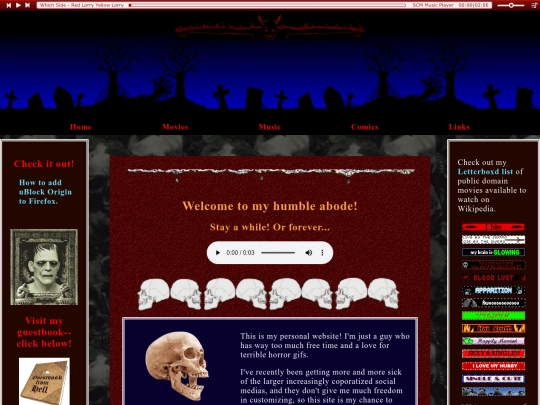 Which Side - Red Lorry Yellow Lorry
SCM Music Player
00:00|02:06
Home
Movies
Music
Comics
Links
Check it out!
How to add
uBlock Origin
to Firefox.
Visit my
guestbook--
click below!
Guestbook
from
Hell
Welcome to my humble abode!
Stay a while! Or forever...
0:00 / 0:03
This is my personal website! I'm just a guy who
has way too much free time and a love for
terrible horror gifs.
I've recently been getting more and more sick
of the larger increasingly coporatized social
medias, and they don't give me much freedom
in customizing, so this site is my chance to
Check out my
Letterboxd list of
public domain
movies available to
watch on
Wikipedia.
my brain is GLOWING
BLOOD LUST
APPARITION
Happily Married
SEXY & SINGLE!
I LOVE MY HUBBY
SINGLE & CUTE